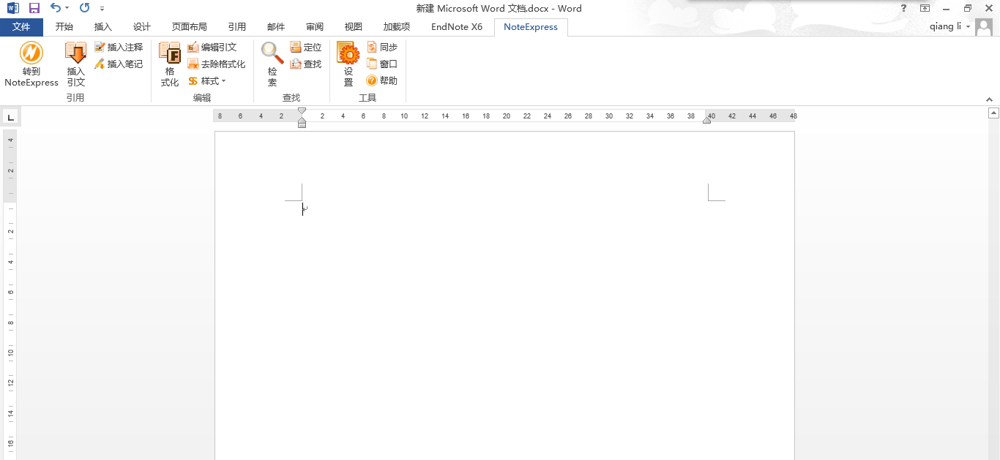 新建 Microsoft Word 文档.docx - Word
文件 开始 插入 设计 页面布局 引用 邮件 审阅 视图 加载项 EndNote X6 NoteExpress qiang li
转到 NoteExpress
插入 引文
插入注释
插入笔记
引用
格 式化
编辑引文
去除格式化
样式
编辑
检 索
定位
查找
查找
设 置
同步
窗口
帮助
工具
L
8 6 4 2 2 4 6 8 10 12 14 16 18 20 22 24 26 28 30 32 34 36 38 40 42 44 46 48
4
2
2
4
6
8
10
12
14
16